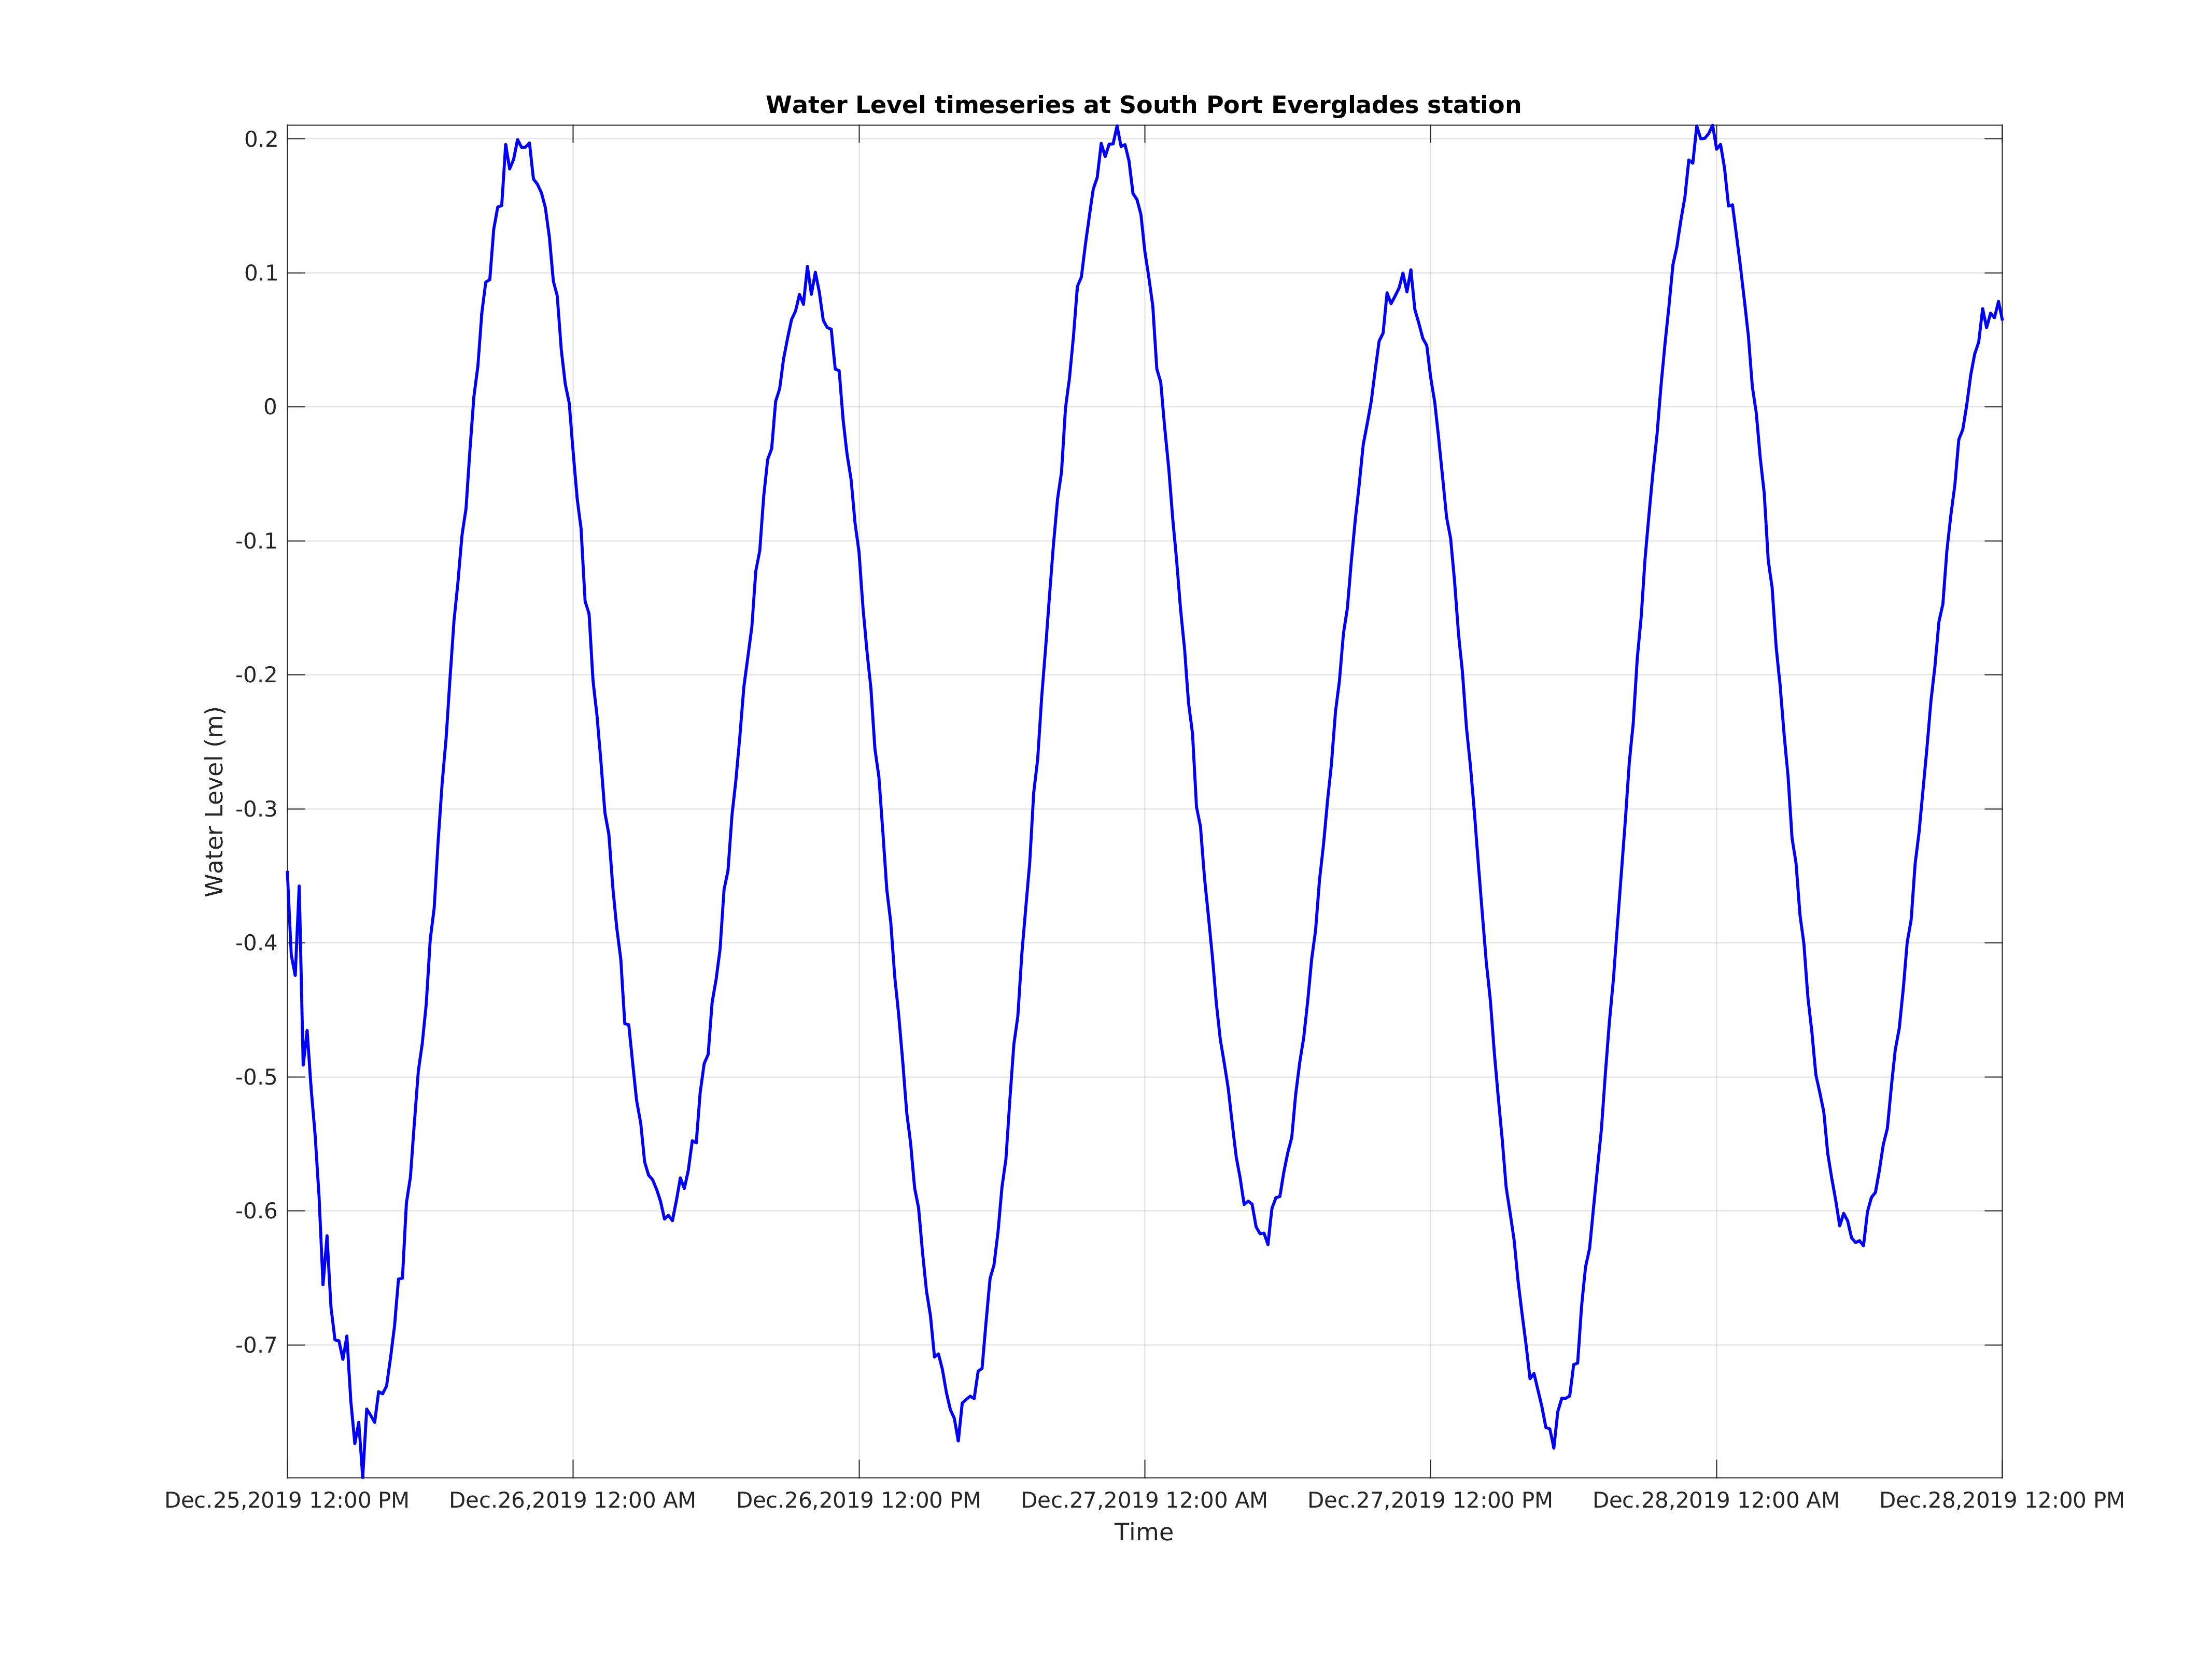 Water Level timeseries at South Port Everglades station
0.2
0.1
0
-0.1
-0.2
-0.3
-0.4
-0.5
-0.6
-0.7
Water Level (m)
Dec.25,2019 12:00 PM
Dec.26,2019 12:00 AM
Dec.26,2019 12:00 PM
Dec.27,2019 12:00 AM
Dec.27,2019 12:00 PM
Dec.28,2019 12:00 AM
Dec.28,2019 12:00 PM
Time